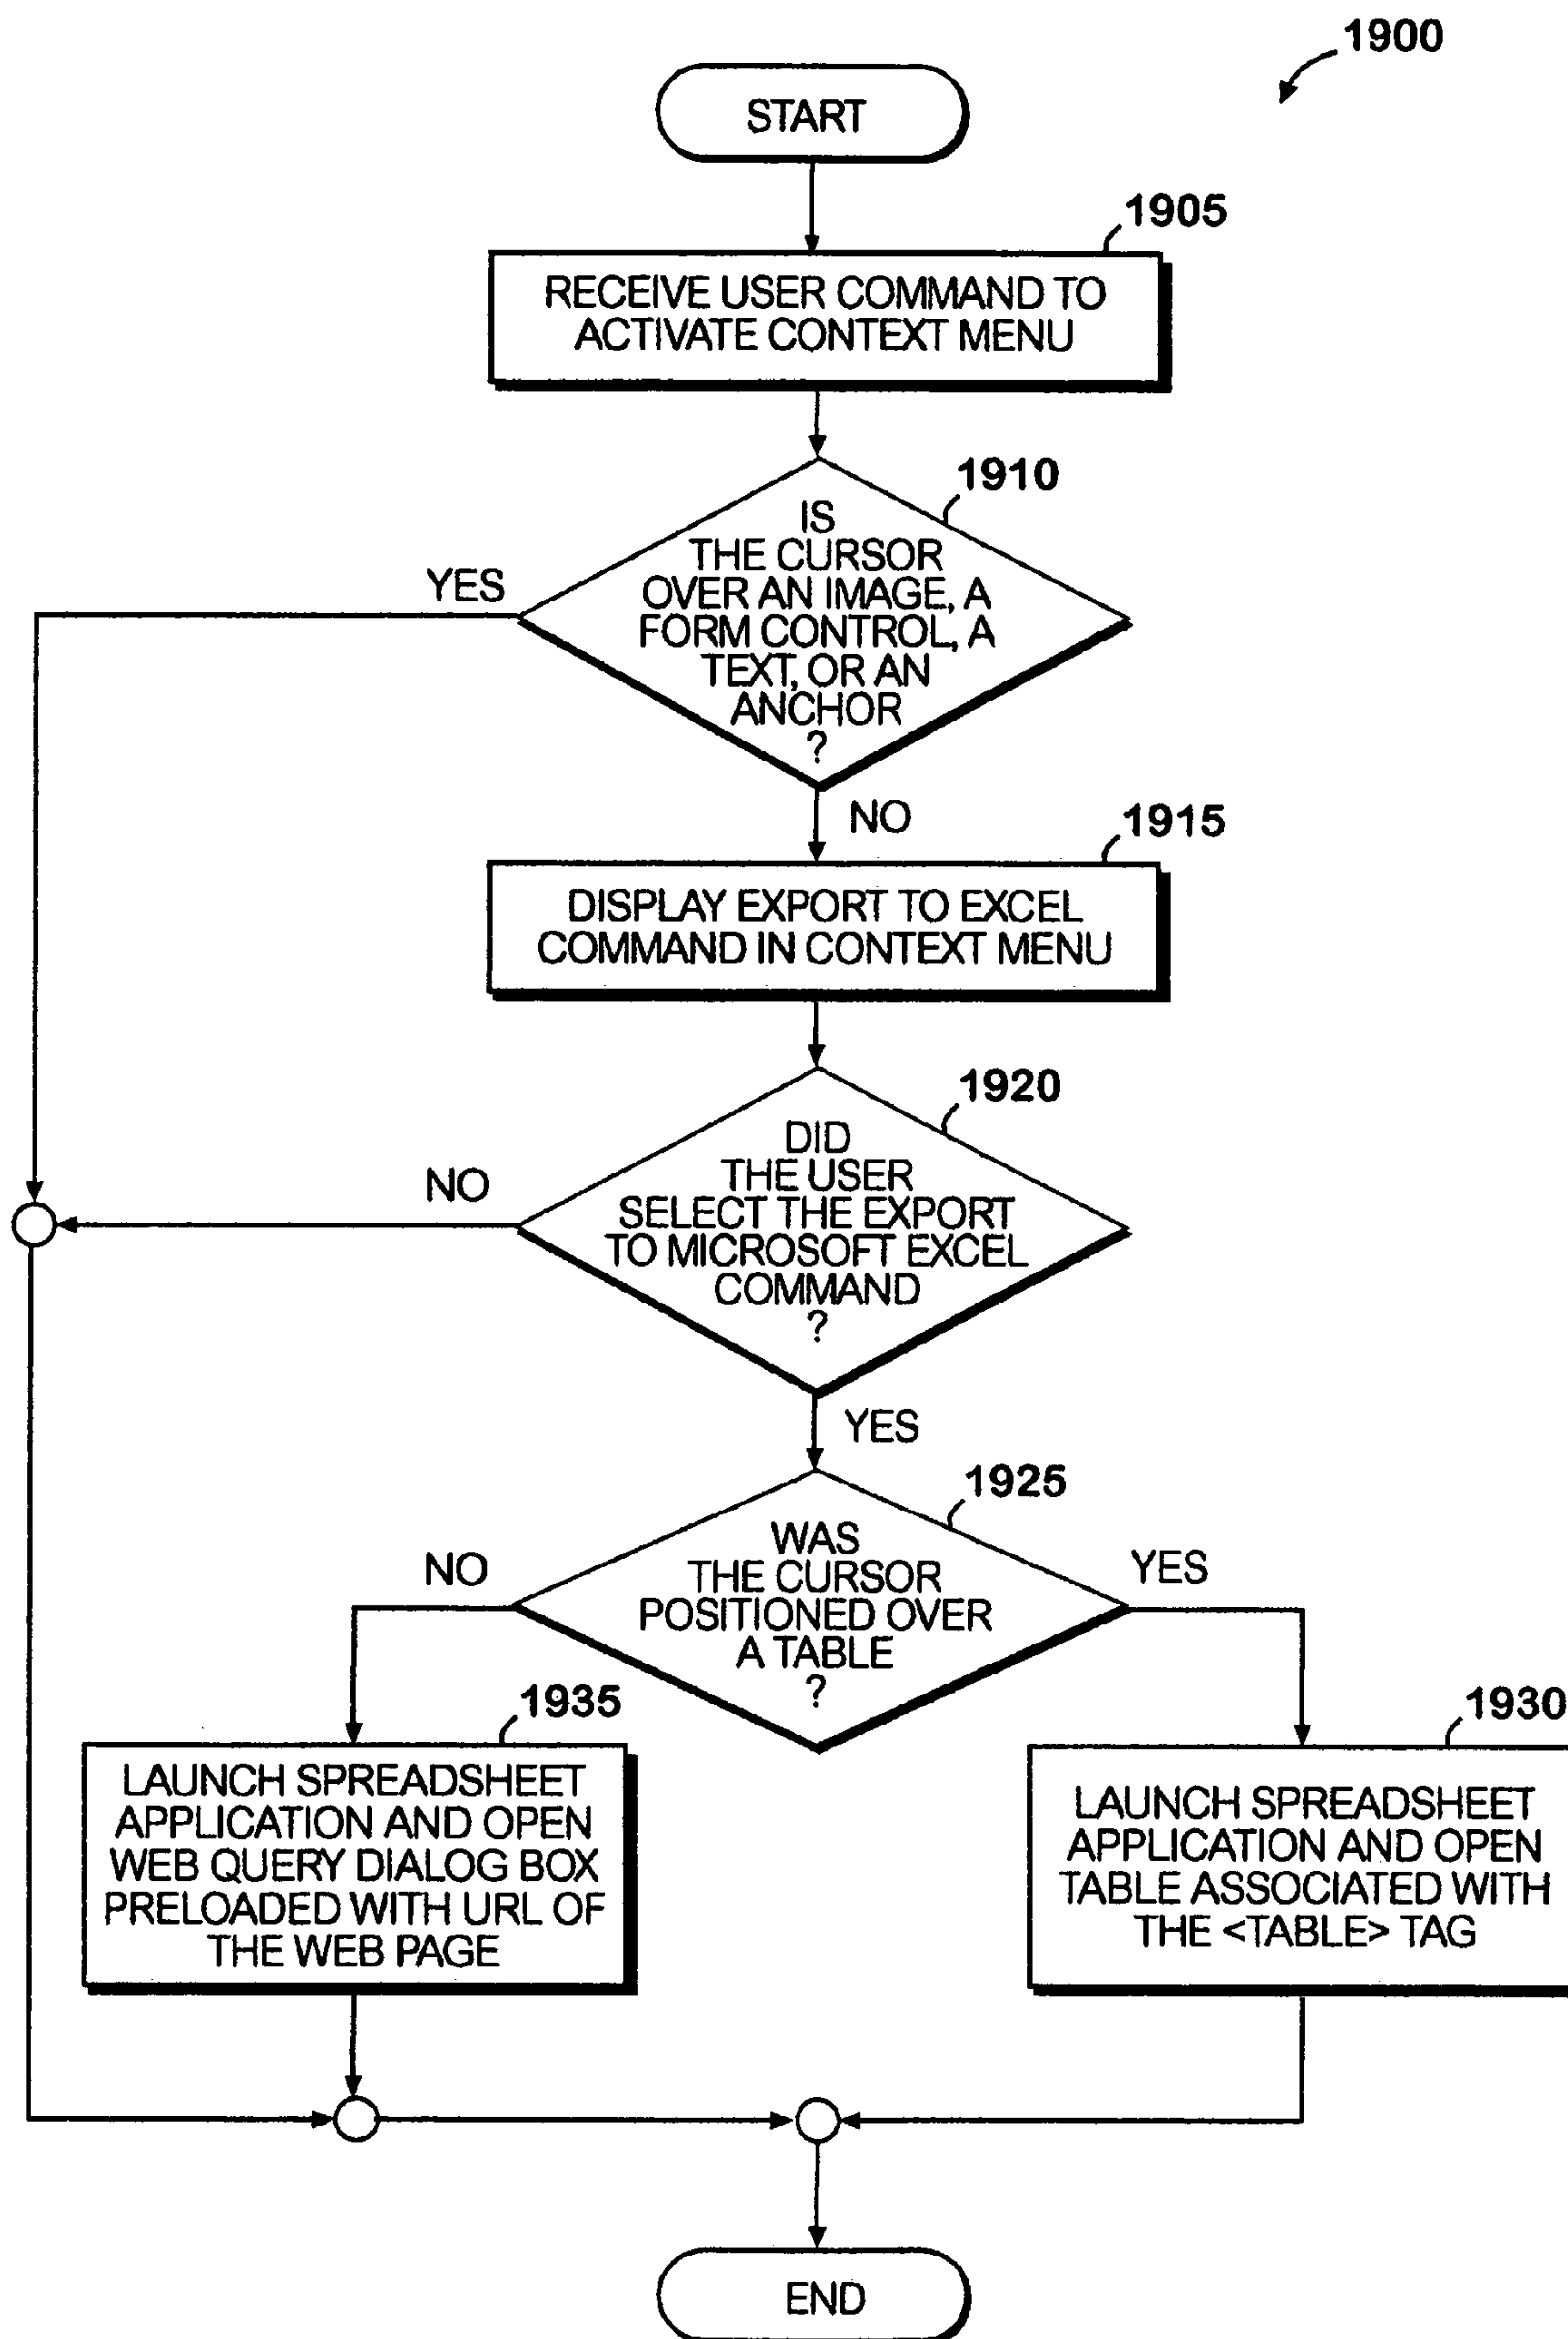 1900
START
1905
RECEIVE USER COMMAND TO
ACTIVATE CONTEXT MENU
1910
IS
THE CURSOR
OVER AN IMAGE, A
FORM CONTROL, A
TEXT, OR AN
ANCHOR
?
YES
NO
1915
DISPLAY EXPORT TO EXCEL
COMMAND IN CONTEXT MENU
1920
DID
THE USER
SELECT THE EXPORT
TO MICROSOFT EXCEL
COMMAND
?
NO
YES
1925
WAS
THE CURSOR
POSITIONED OVER
A TABLE
?
NO
YES
1935
LAUNCH SPREADSHEET
APPLICATION AND OPEN
WEB QUERY DIALOG BOX
PRELOADED WITH URL OF
THE WEB PAGE
1930
LAUNCH SPREADSHEET
APPLICATION AND OPEN
TABLE ASSOCIATED WITH
THE <TABLE> TAG
END